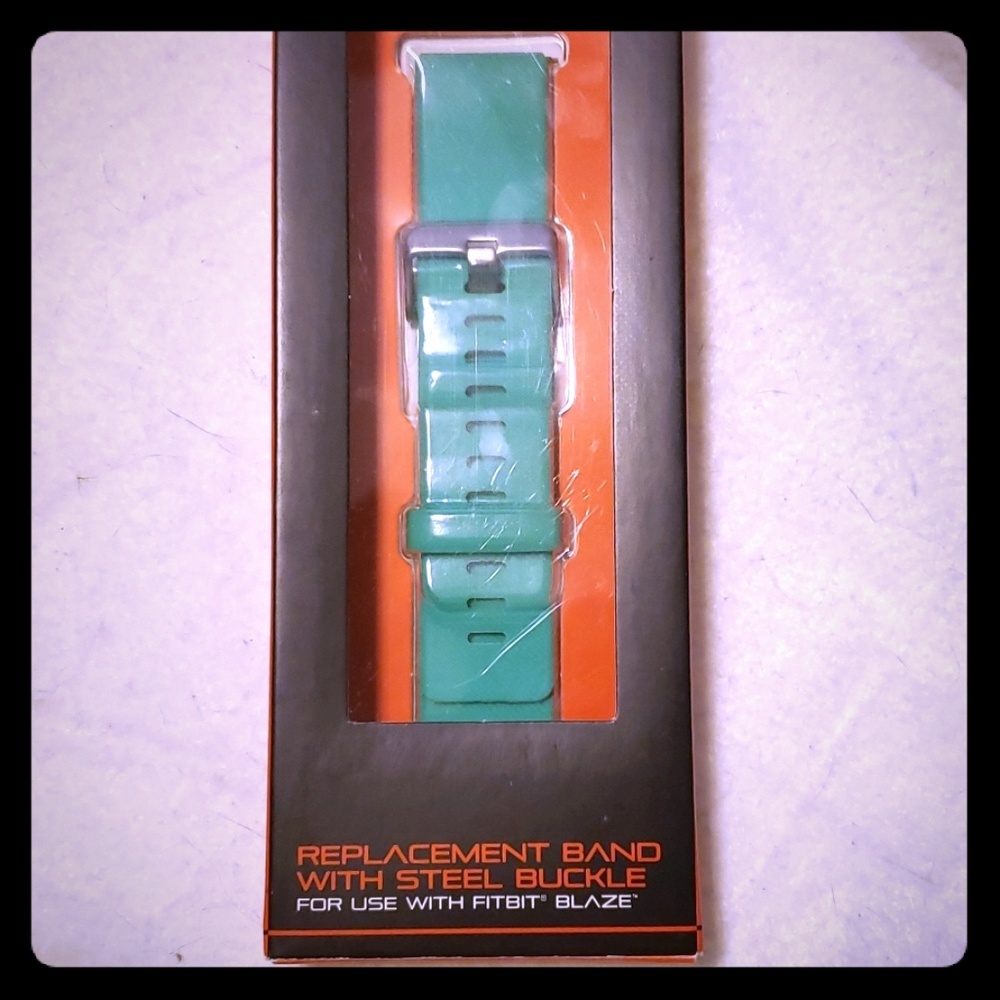 REPLACEMENT BAND
WITH STEEL BUCKLE
FOR USE WITH FITBIT® BLAZE™